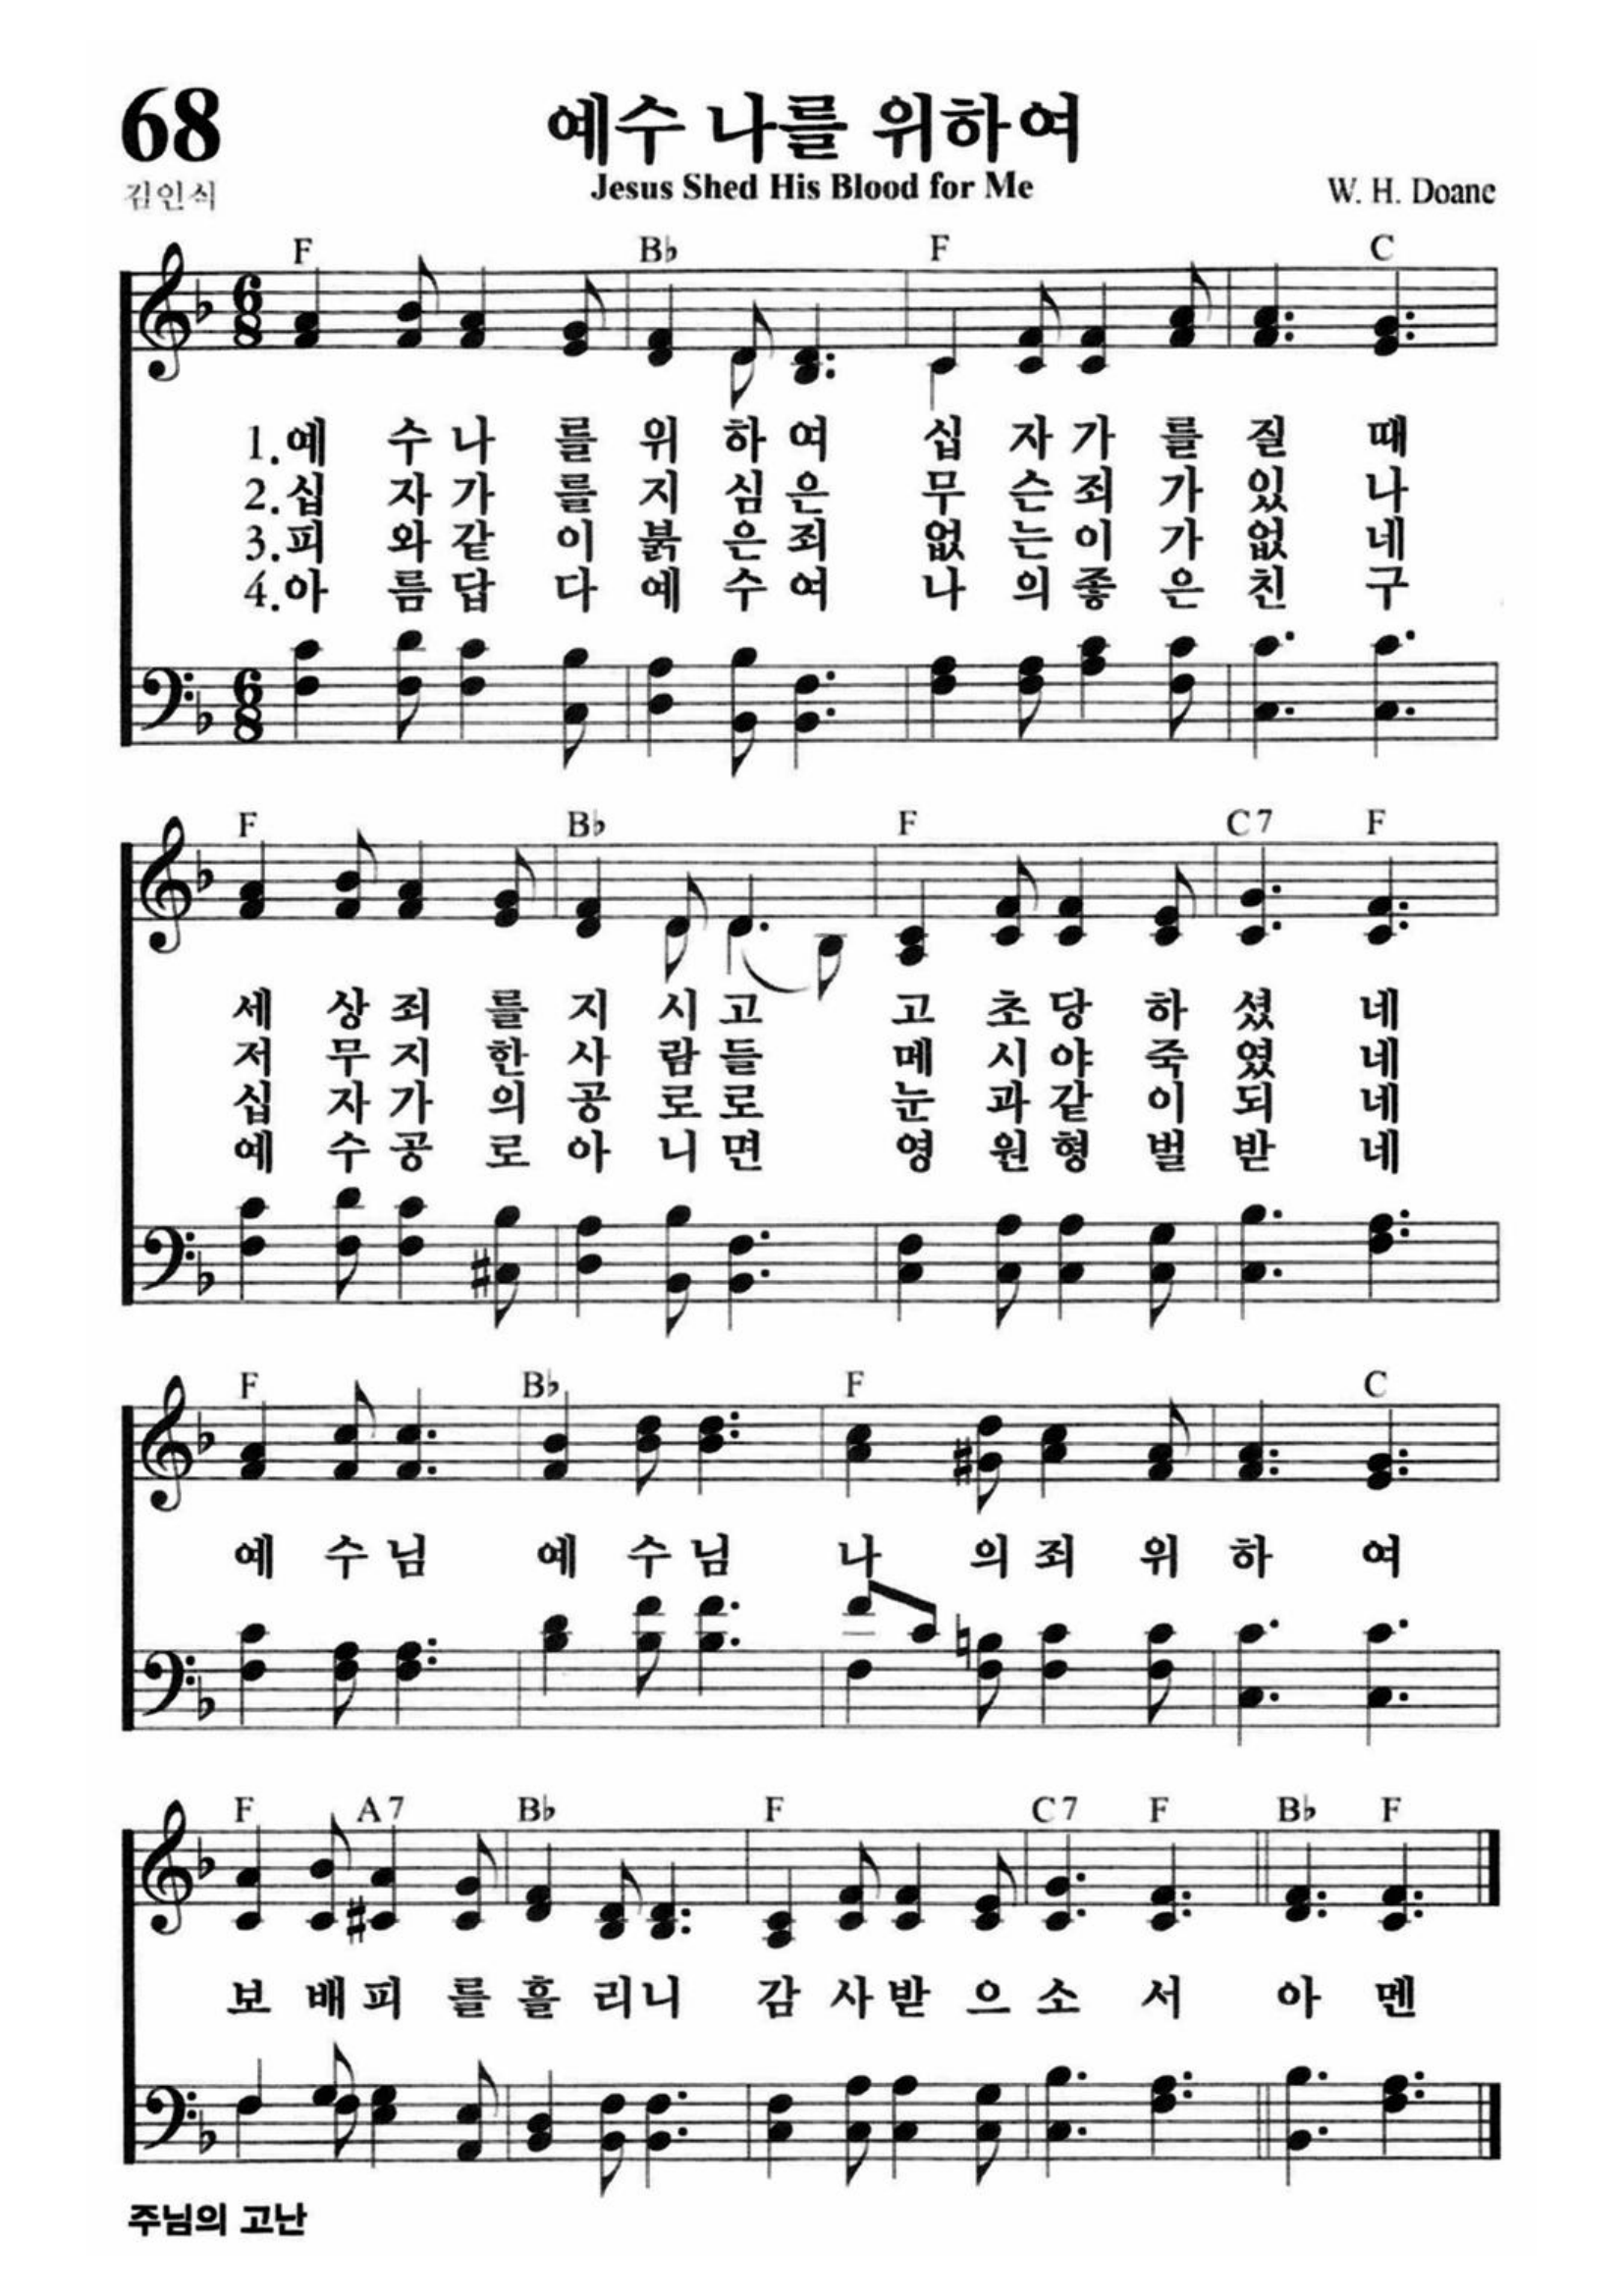 68
예수 나를 위하여
Jesus Shed His Blood for Me
김인식
W. H. Doane
F B♭ F C
1.예 수 나 를 위 하 여 십 자 가 를 질 때
2.십 자 가 를 지 심 은 무 슨 죄 가 있 나
3.피 와 같 이 붉 은 죄 없 는 이 가 없 네
4.아 름 답 다 예 수 여 나 의 좋 은 친 구
F B♭ F C7 F
세 상 죄 를 지 시 고 고 초 당 하 셨 네
저 무 지 한 사 람 들 메 시 야 죽 였 네
십 자 가 의 공 로 로 눈 과 같 이 되 네
예 수 공 로 아 니 면 영 원 형 벌 받 네
F B♭ F C
예 수 님 예 수 님 나 의 죄 위 하 여
F A7 B♭ F C7 F B♭ F
보 배 피 를 흘 리 니 감 사 받 으 소 서 아 멘
주님의 고난